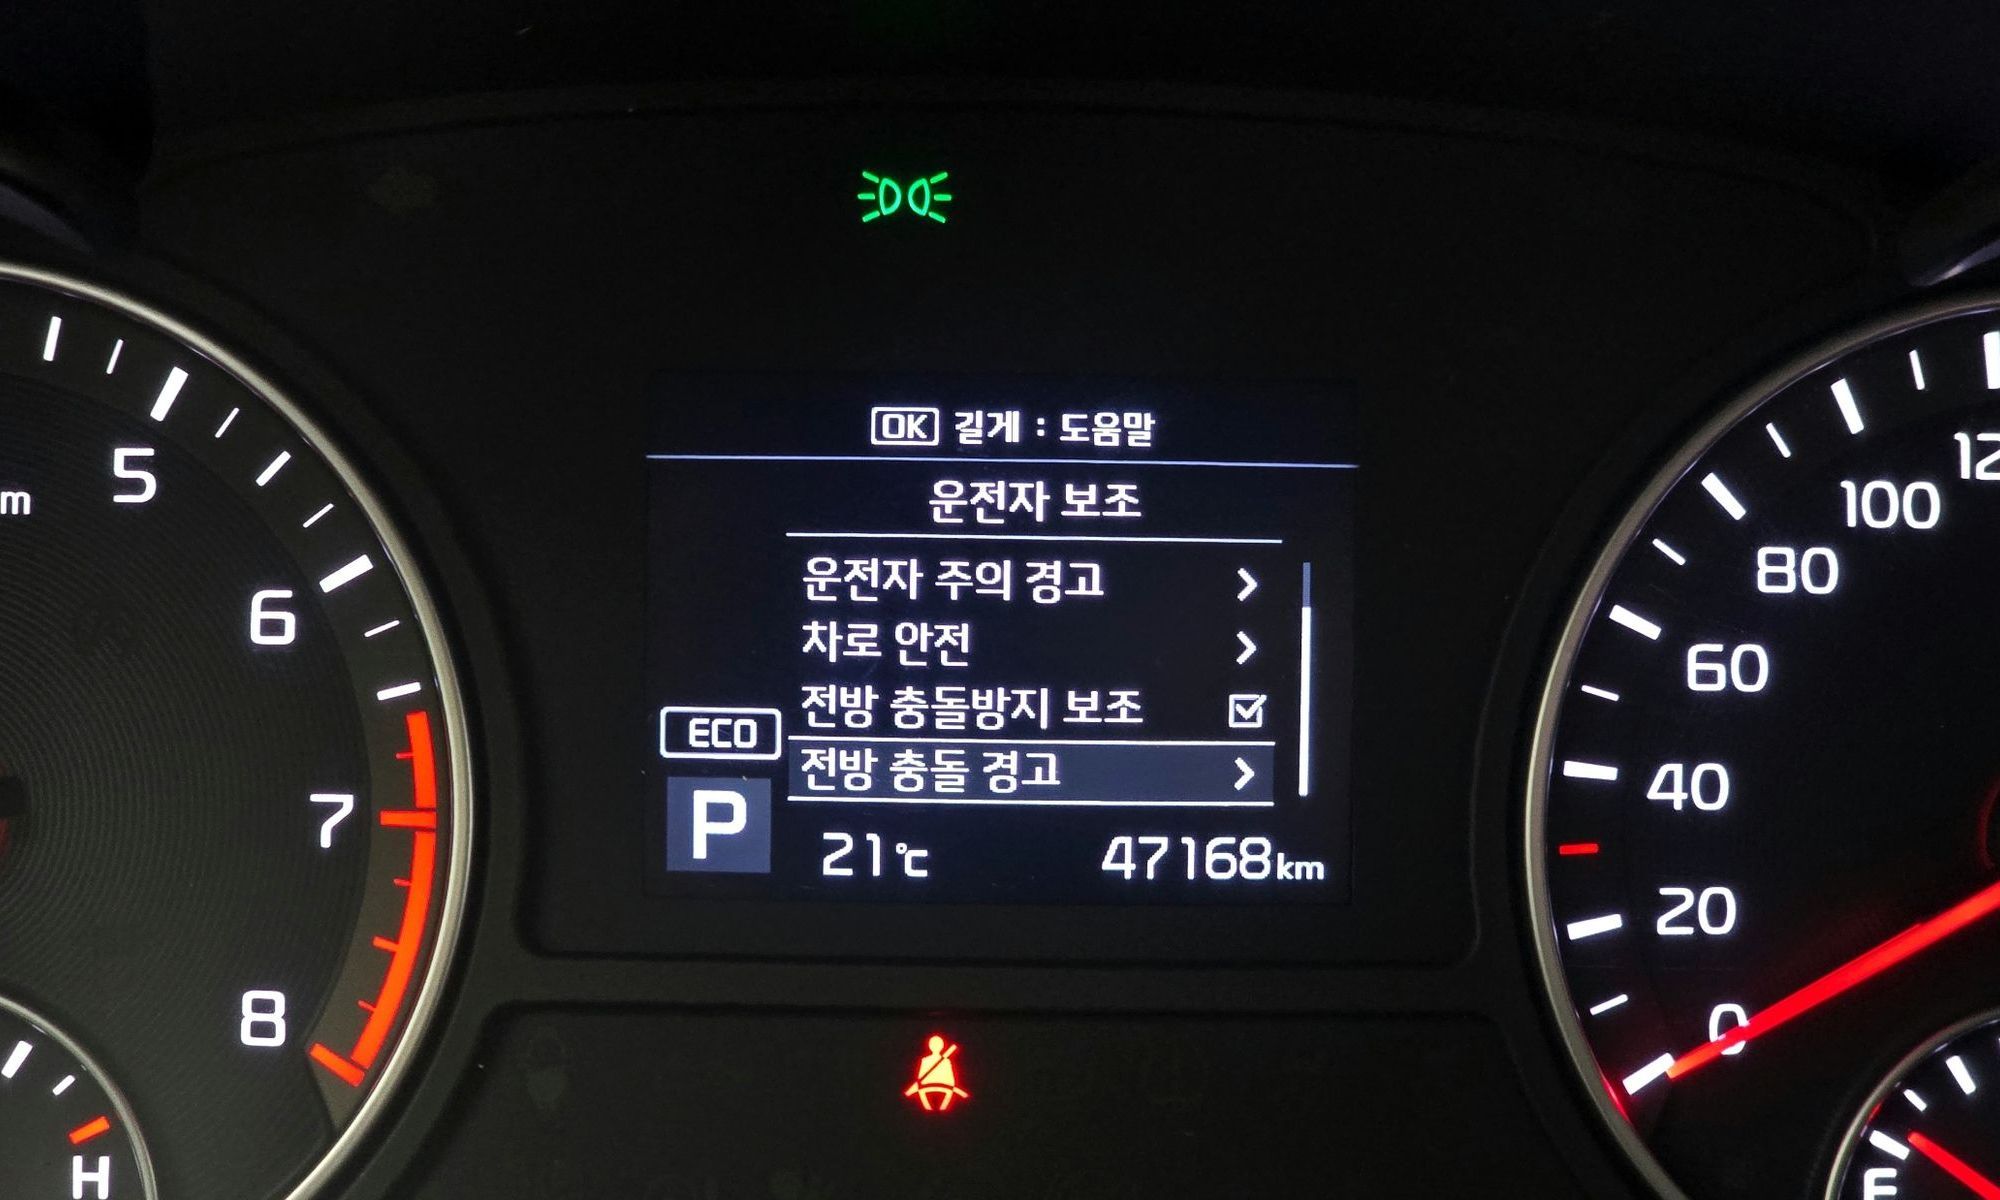 OK 길게 : 도움말
운전자 보조
운전자 주의 경고
차로 안전
전방 충돌방지 보조
전방 충돌 경고
ECO
P
21℃ 47168km
5
6
7
8
H
100
80
60
40
20
0